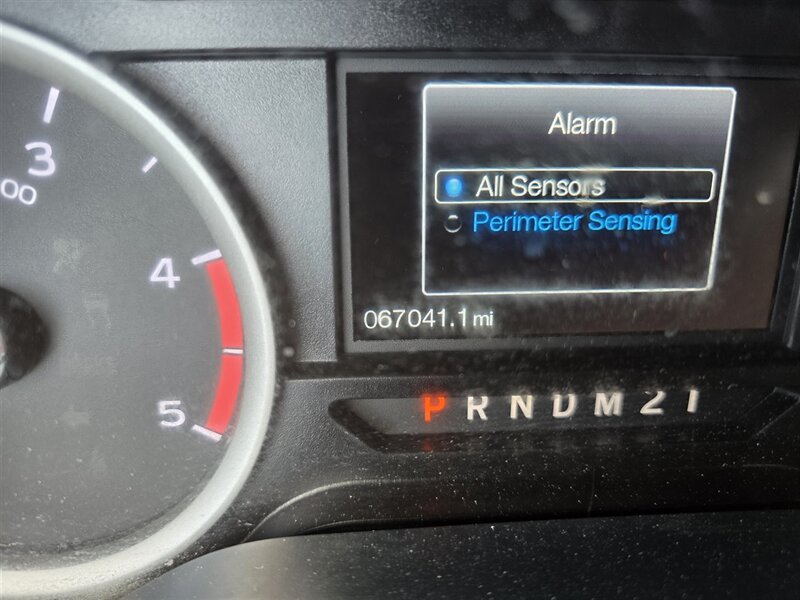 3
00
4
5
Alarm
All Sensors
Perimeter Sensing
067041.1 mi
P R N D M 2 1